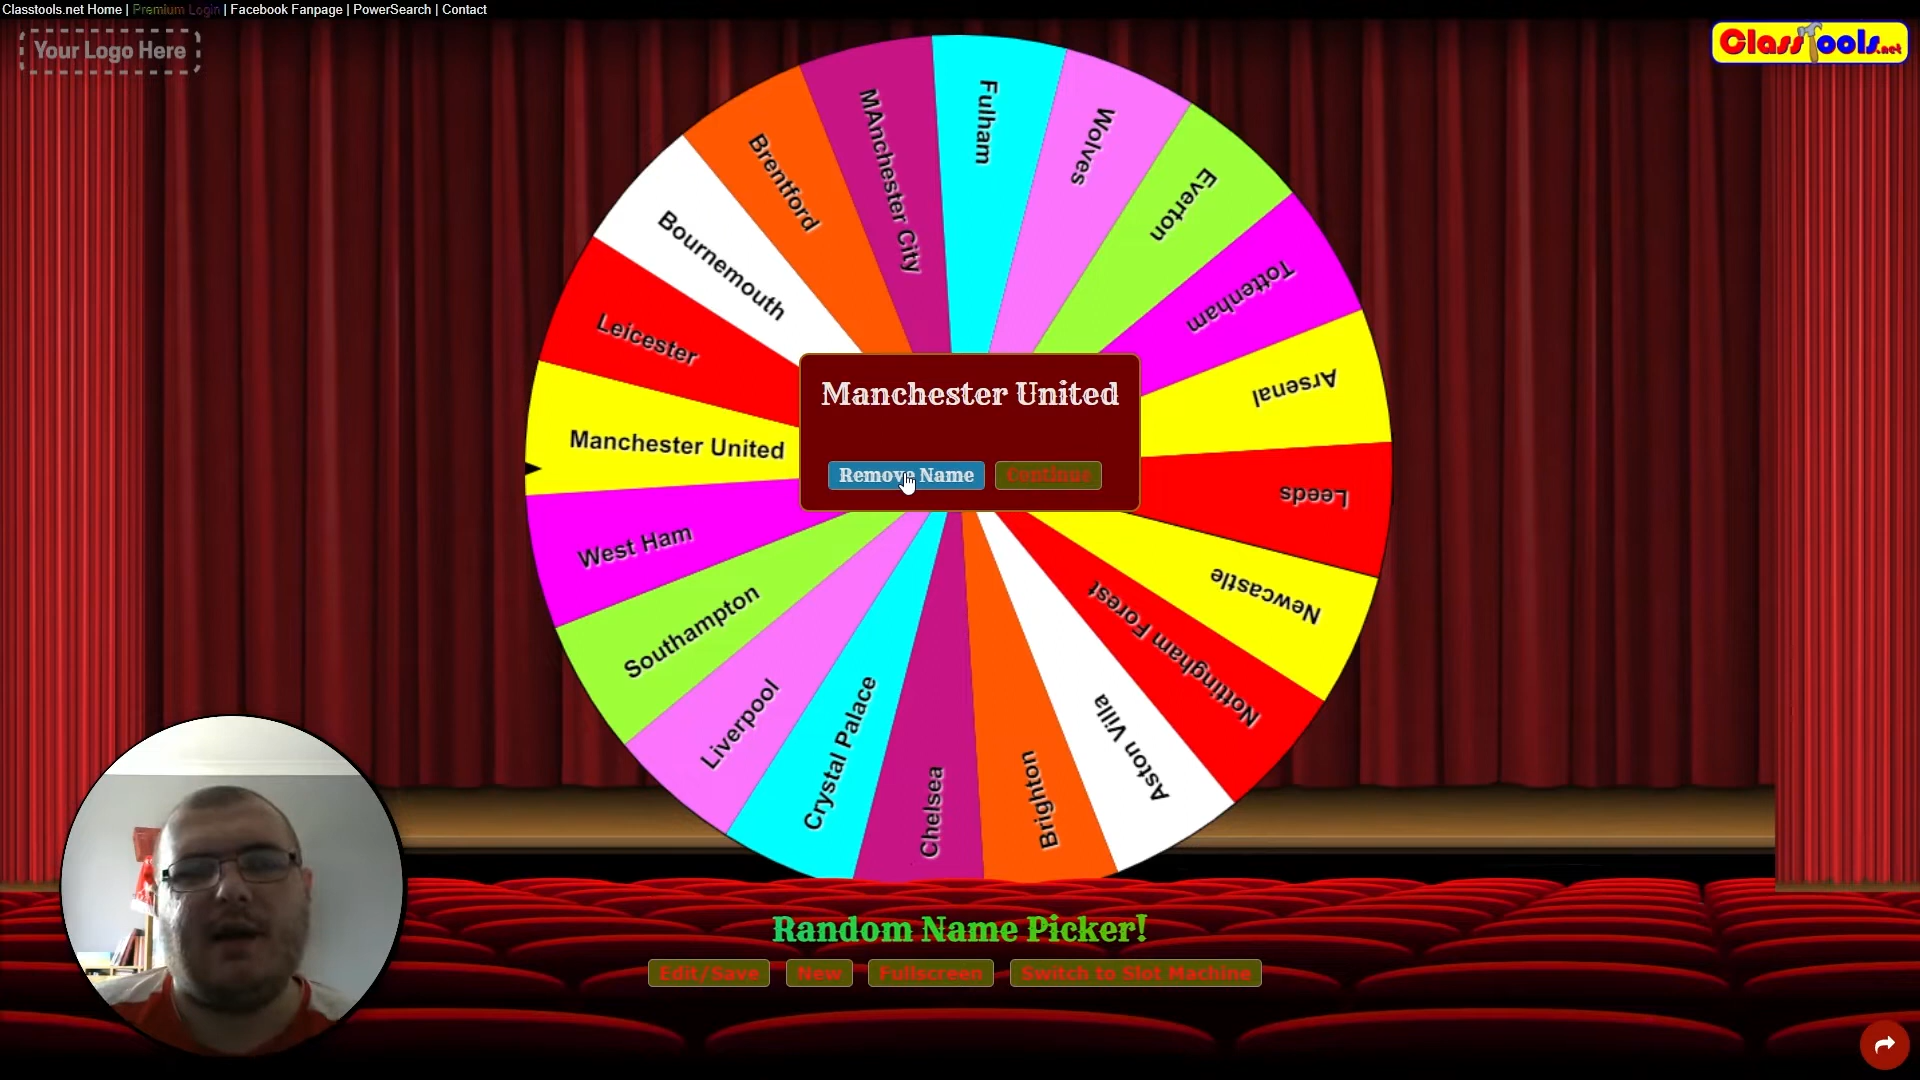 Classtools.net Home | Premium Login | Facebook Fanpage | PowerSearch | Contact
Your Logo Here
ClassTools.net
Fulham
Wolves
Everton
Tottenham
Arsenal
Leeds
Newcastle
Nottingham Forest
Aston Villa
Brighton
Chelsea
Crystal Palace
Liverpool
Southampton
West Ham
Manchester United
Leicester
Bournemouth
Brentford
MAnchester City
Manchester United
Remove Name
Continue
Random Name Picker!
Edit/Save
New
Fullscreen
Switch to Slot Machine